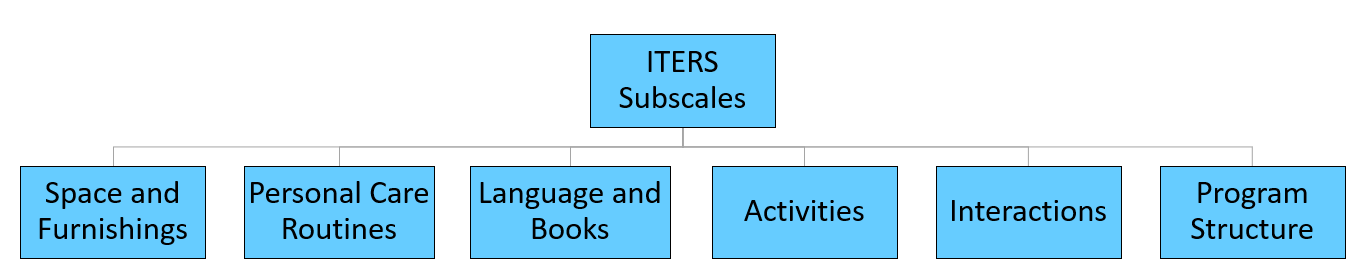 ITERS
Subscales
Space and
Furnishings
Personal Care
Routines
Language and
Books
Activities
Interactions
Program
Structure